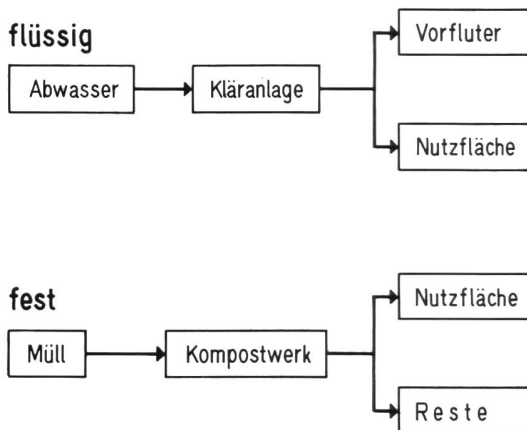 flüssig
Abwasser
Kläranlage
Vorfluter
Nutzfläche
fest
Müll
Kompostwerk
Nutzfläche
Reste